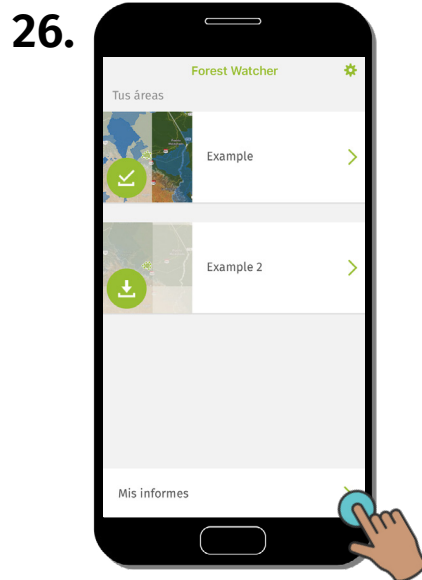 26.
Forest Watcher
Tus áreas
Example
Example 2
Mis informes